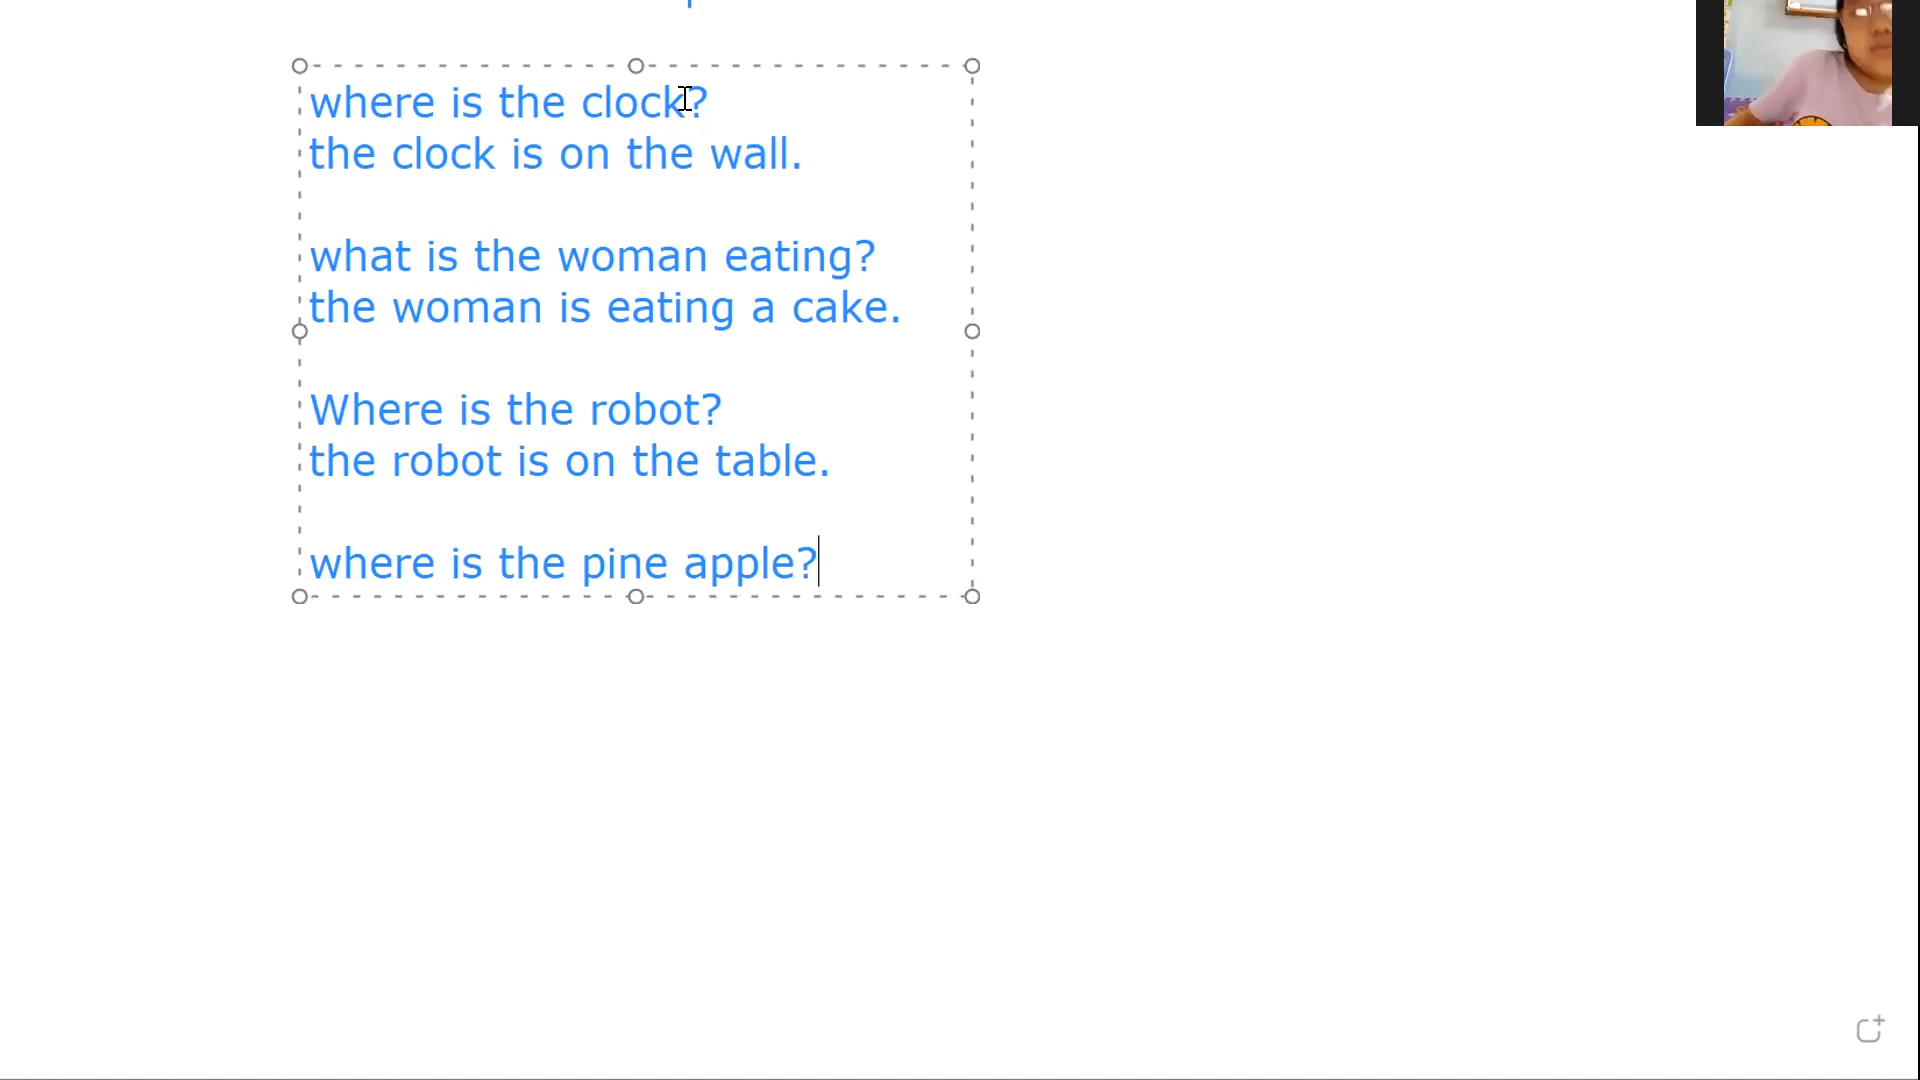 where is the clock?
the clock is on the wall.
what is the woman eating?
the woman is eating a cake.
Where is the robot?
the robot is on the table.
where is the pine apple?